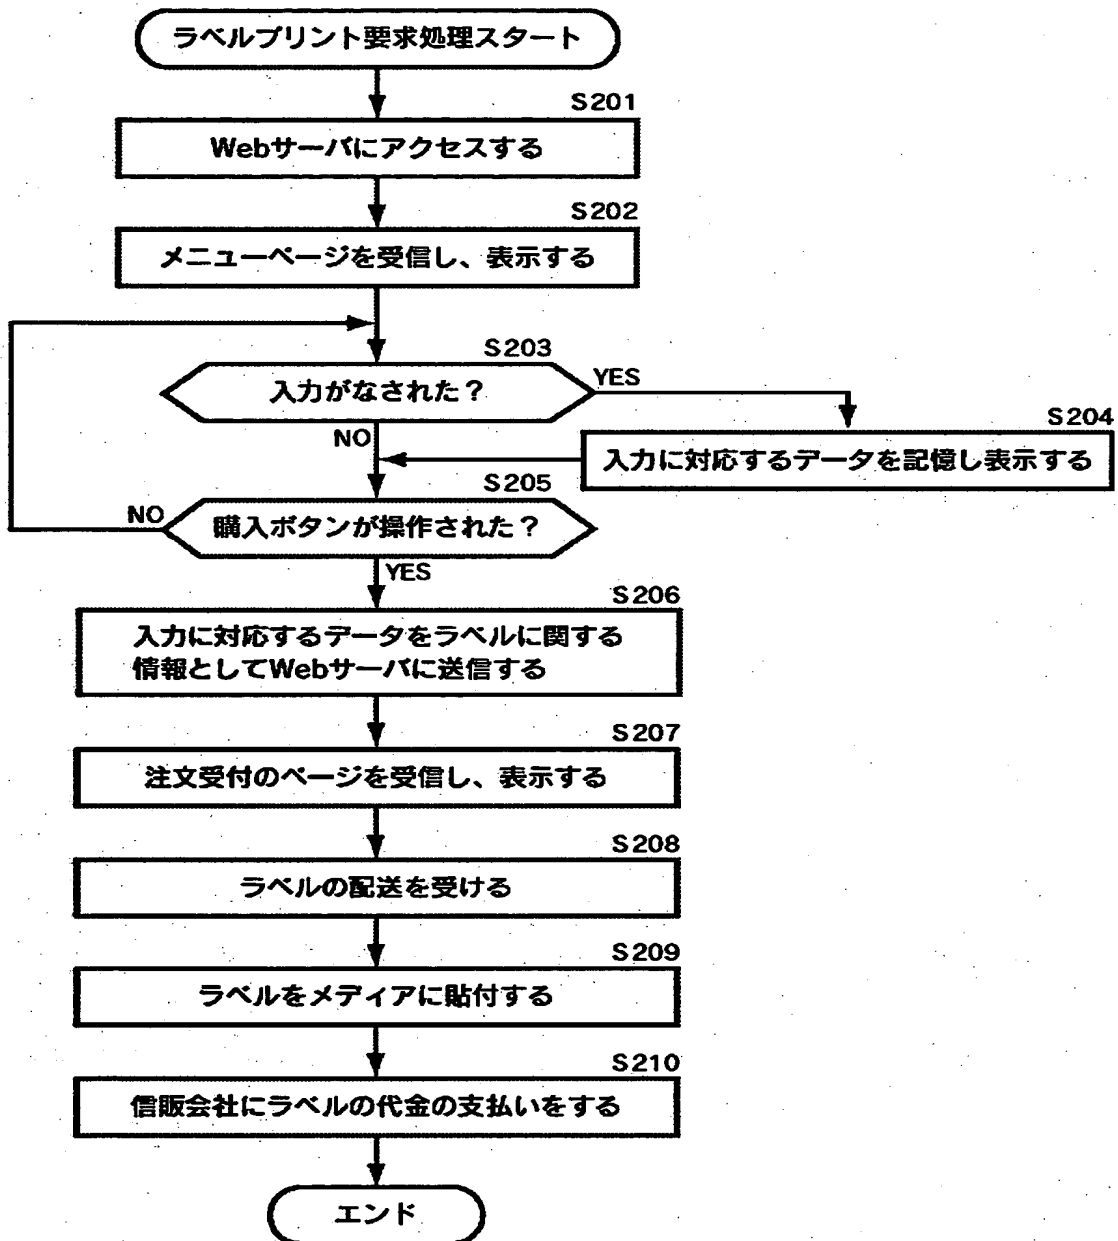 ラベルプリント要求処理スタート
S201
Webサーバにアクセスする
S202
メニューページを受信し、表示する
S203
入力がなされた？
YES
NO
S204
入力に対応するデータを記憶し表示する
S205
購入ボタンが操作された？
NO
YES
S206
入力に対応するデータをラベルに関する
情報としてWebサーバに送信する
S207
注文受付のページを受信し、表示する
S208
ラベルの配送を受ける
S209
ラベルをメディアに貼付する
S210
信販会社にラベルの代金の支払いをする
エンド